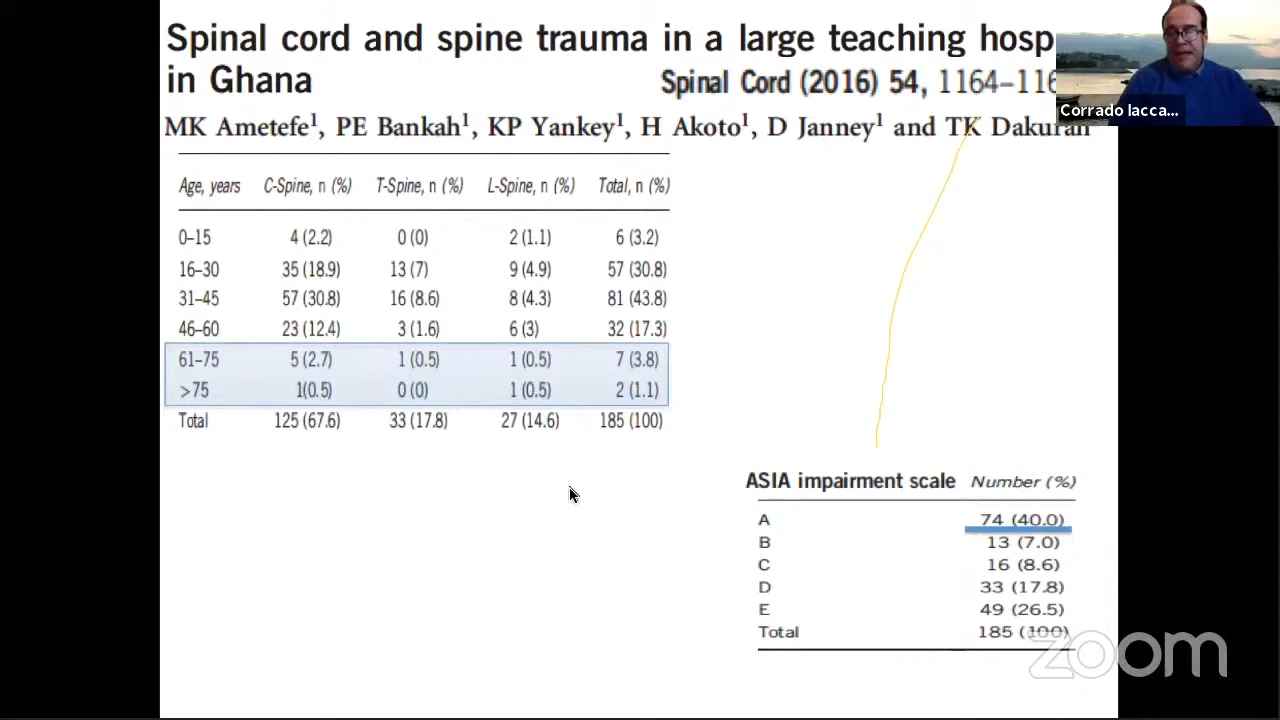 Spinal cord and spine trauma in a large teaching hosp
in Ghana
Spinal Cord (2016) 54, 1164–116
MK Ametefe¹, PE Bankah¹, KP Yankey¹, H Akoto¹, D Janney¹ and TK Dakurah
Corrado Iacca...
Age, years C-Spine, n (%) T-Spine, n (%) L-Spine, n (%) Total, n (%)
0–15 4 (2.2) 0 (0) 2 (1.1) 6 (3.2)
16–30 35 (18.9) 13 (7) 9 (4.9) 57 (30.8)
31–45 57 (30.8) 16 (8.6) 8 (4.3) 81 (43.8)
46–60 23 (12.4) 3 (1.6) 6 (3) 32 (17.3)
61–75 5 (2.7) 1 (0.5) 1 (0.5) 7 (3.8)
>75 1(0.5) 0 (0) 1 (0.5) 2 (1.1)
Total 125 (67.6) 33 (17.8) 27 (14.6) 185 (100)
ASIA impairment scale Number (%)
A 74 (40.0)
B 13 (7.0)
C 16 (8.6)
D 33 (17.8)
E 49 (26.5)
Total 185 (100)
zoom